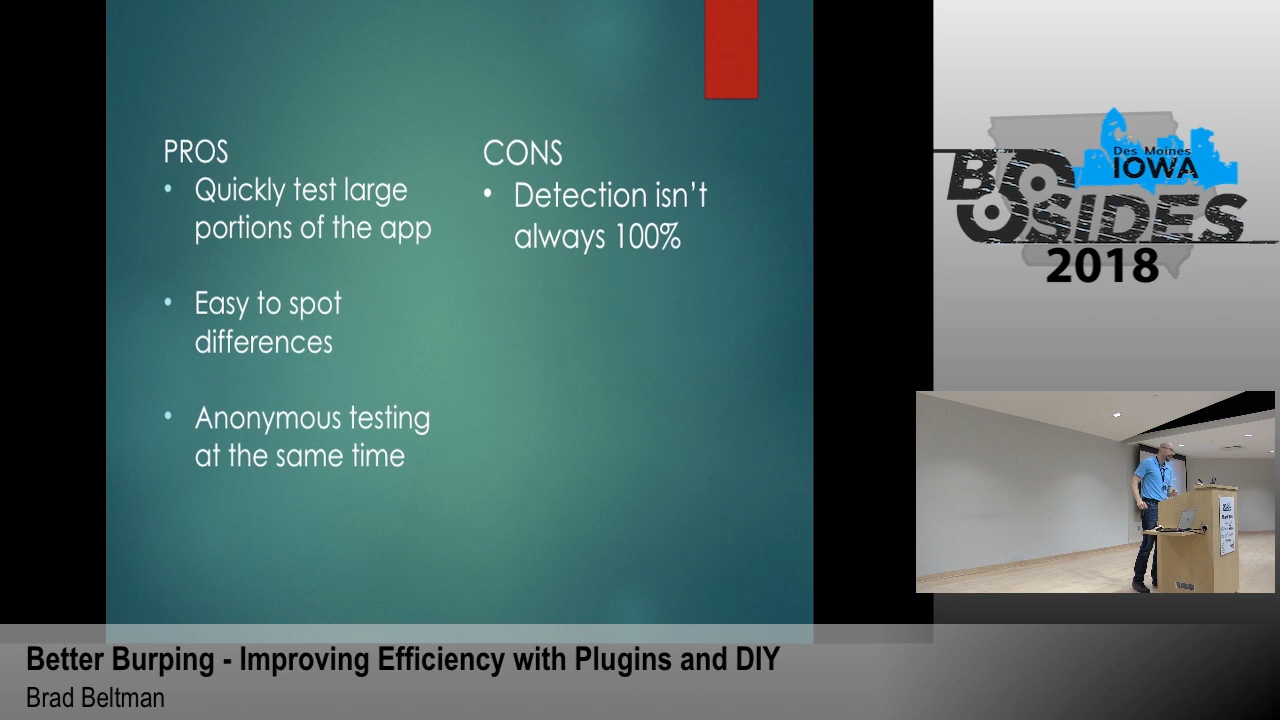 PROS
• Quickly test large
portions of the app
• Easy to spot
differences
• Anonymous testing
at the same time
CONS
• Detection isn’t
always 100%
Des Moines
IOWA
BSIDES
2018
Better Burping - Improving Efficiency with Plugins and DIY
Brad Beltman